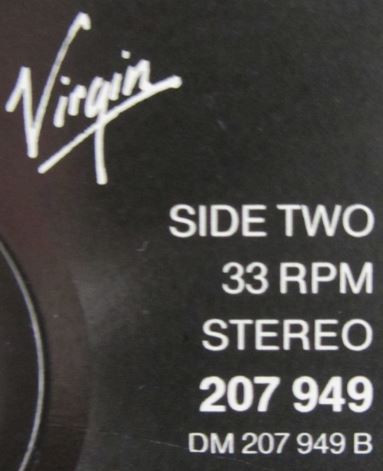 Virgin
SIDE TWO
33 RPM
STEREO
207 949
DM 207 949 B